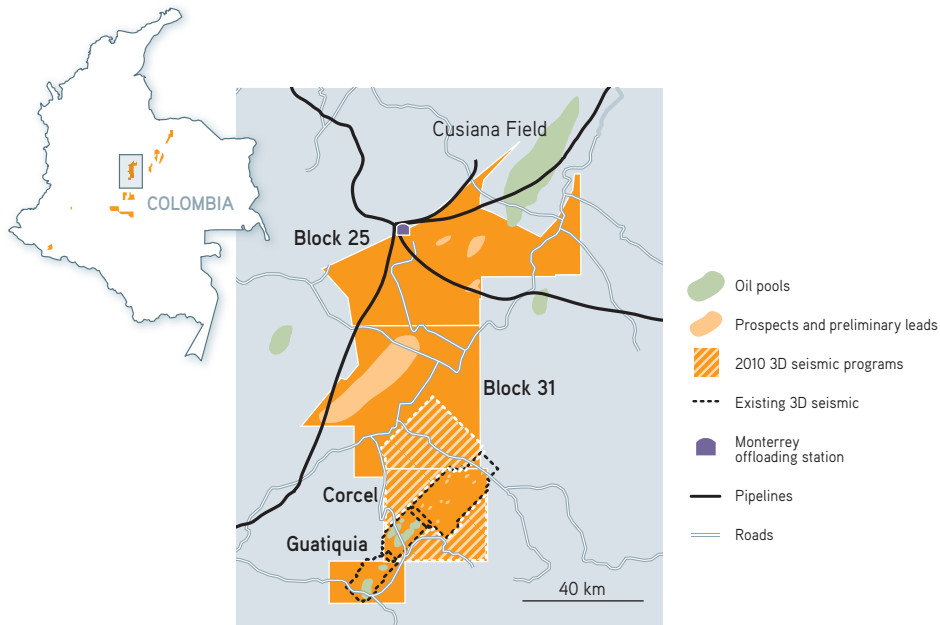 COLOMBIA
Cusiana Field
Block 25
Block 31
Corcel
Guatiquia
40 km
Oil pools
Prospects and preliminary leads
2010 3D seismic programs
Existing 3D seismic
Monterrey
offloading station
Pipelines
Roads